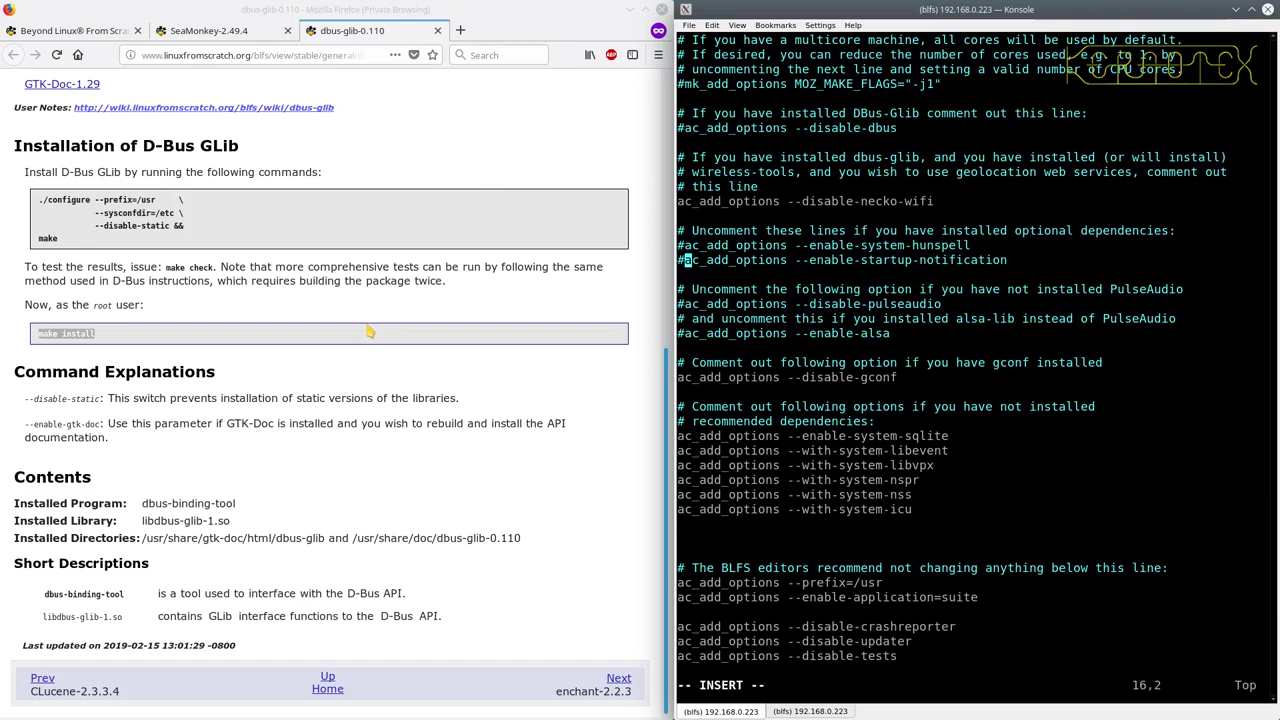 dbus-glib-0.110 - Mozilla Firefox (Private Browsing)
Beyond Linux® From Scra
SeaMonkey-2.49.4
dbus-glib-0.110
www.linuxfromscratch.org/blfs/view/stable/general
Search
GTK-Doc-1.29
User Notes: http://wiki.linuxfromscratch.org/blfs/wiki/dbus-glib
Installation of D-Bus GLib
Install D-Bus GLib by running the following commands:
./configure --prefix=/usr \
--sysconfdir=/etc \
--disable-static &&
make
To test the results, issue: make check. Note that more comprehensive tests can be run by following the same
method used in D-Bus instructions, which requires building the package twice.
Now, as the root user:
make install
Command Explanations
--disable-static: This switch prevents installation of static versions of the libraries.
--enable-gtk-doc: Use this parameter if GTK-Doc is installed and you wish to rebuild and install the API
documentation.
Contents
Installed Program: dbus-binding-tool
Installed Library: libdbus-glib-1.so
Installed Directories: /usr/share/gtk-doc/html/dbus-glib and /usr/share/doc/dbus-glib-0.110
Short Descriptions
dbus-binding-tool is a tool used to interface with the D-Bus API.
libdbus-glib-1.so contains GLib interface functions to the D-Bus API.
Last updated on 2019-02-15 13:01:29 -0800
Prev Up Next
CLucene-2.3.3.4 Home enchant-2.2.3
(blfs) 192.168.0.223 — Konsole
File Edit View Bookmarks Settings Help
# If you have a multicore machine, all cores will be used by default.
# If desired, you can reduce the number of cores used, e.g. to 1, by
# uncommenting the next line and setting a valid number of CPU cores.
#mk_add_options MOZ_MAKE_FLAGS="-j1"
# If you have installed DBus-Glib comment out this line:
#ac_add_options --disable-dbus
# If you have installed dbus-glib, and you have installed (or will install)
# wireless-tools, and you wish to use geolocation web services, comment out
# this line
ac_add_options --disable-necko-wifi
# Uncomment these lines if you have installed optional dependencies:
#ac_add_options --enable-system-hunspell
#ac_add_options --enable-startup-notification
# Uncomment the following option if you have not installed PulseAudio
#ac_add_options --disable-pulseaudio
# and uncomment this if you installed alsa-lib instead of PulseAudio
#ac_add_options --enable-alsa
# Comment out following option if you have gconf installed
ac_add_options --disable-gconf
# Comment out following options if you have not installed
# recommended dependencies:
ac_add_options --enable-system-sqlite
ac_add_options --with-system-libevent
ac_add_options --with-system-libvpx
ac_add_options --with-system-nspr
ac_add_options --with-system-nss
ac_add_options --with-system-icu
# The BLFS editors recommend not changing anything below this line:
ac_add_options --prefix=/usr
ac_add_options --enable-application=suite
ac_add_options --disable-crashreporter
ac_add_options --disable-updater
ac_add_options --disable-tests
-- INSERT -- 16,2 Top
(blfs) 192.168.0.223 (blfs) 192.168.0.223